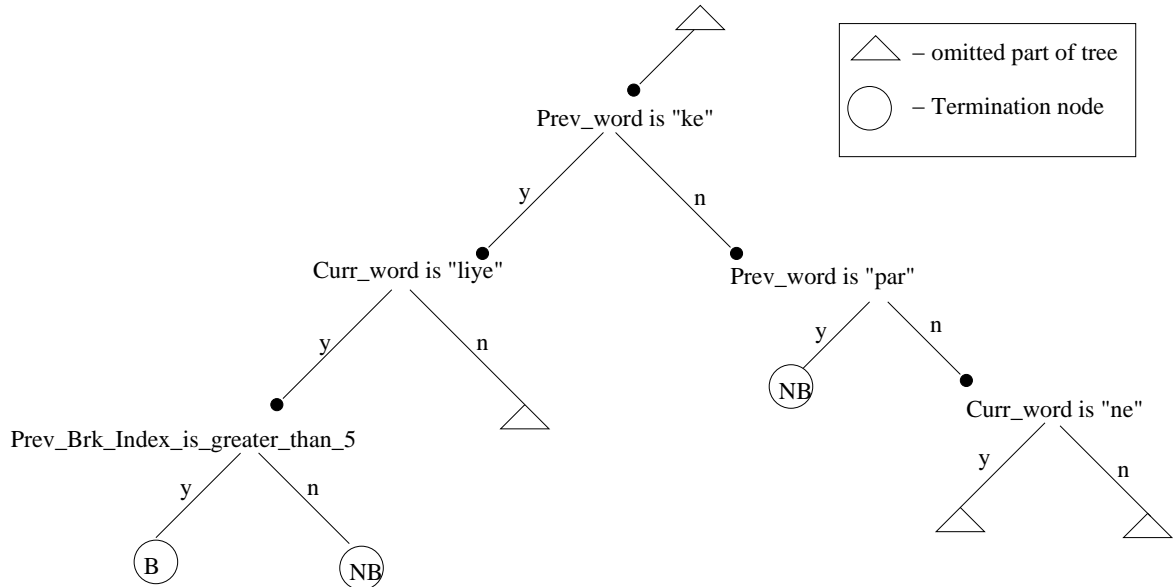 – omitted part of tree
– Termination node
Prev_word is "ke"
y
n
Curr_word is "liye"
Prev_word is "par"
y
n
y
n
NB
Curr_word is "ne"
Prev_Brk_Index_is_greater_than_5
y
n
y
n
B
NB